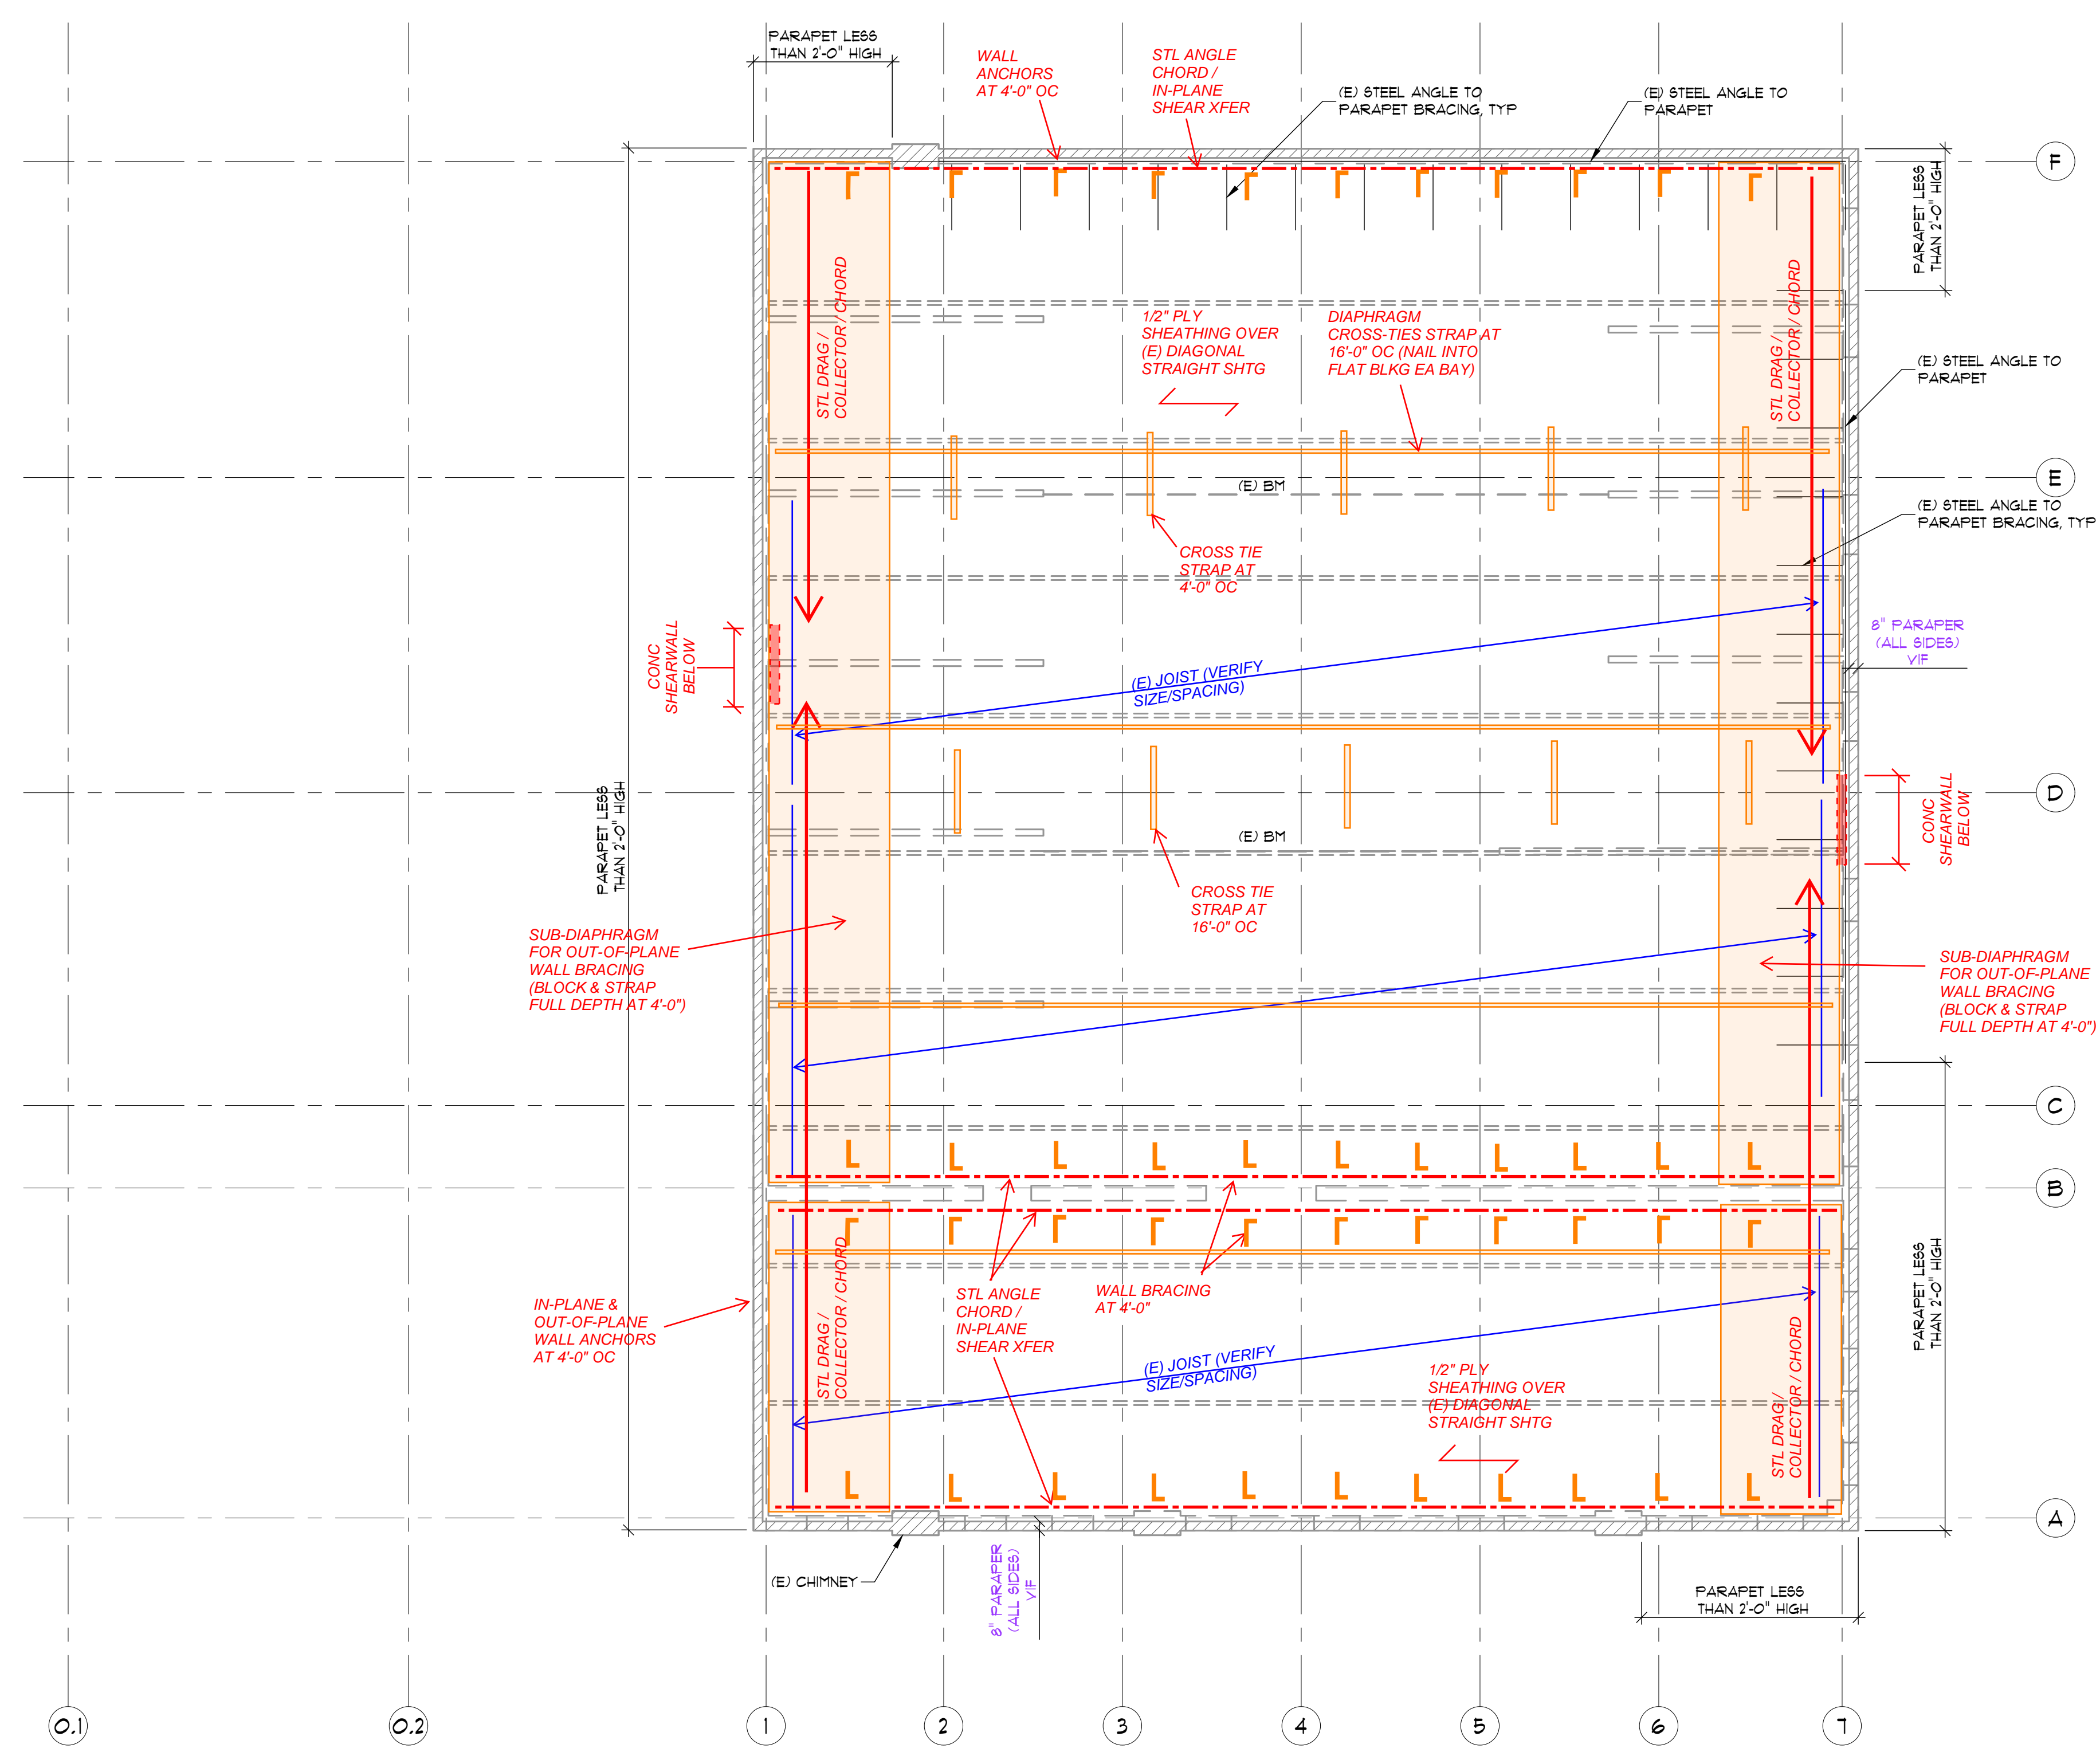 PARAPET LESS
THAN 2'-0" HIGH
WALL
ANCHORS
AT 4'-0" OC
STL ANGLE
CHORD /
IN-PLANE
SHEAR XFER
(E) STEEL ANGLE TO
PARAPET BRACING, TYP
(E) STEEL ANGLE TO
PARAPET
F
PARAPET LESS
THAN 2'-0" HIGH
STL DRAG /
COLLECTOR / CHORD
1/2" PLY
SHEATHING OVER
(E) DIAGONAL
STRAIGHT SHTG
DIAPHRAGM
CROSS-TIES STRAP AT
16'-0" OC (NAIL INTO
FLAT BLKG EA BAY)
STL DRAG /
COLLECTOR / CHORD
(E) STEEL ANGLE TO
PARAPET
E
(E) BM
(E) STEEL ANGLE TO
PARAPET BRACING, TYP
CROSS TIE
STRAP AT
4'-0" OC
CONC
SHEARWALL
BELOW
8" PARAPER
(ALL SIDES)
VIF
(E) JOIST (VERIFY
SIZE/SPACING)
PARAPET LESS
THAN 2'-0" HIGH
D
CONC
SHEARWALL
BELOW
(E) BM
CROSS TIE
STRAP AT
16'-0" OC
SUB-DIAPHRAGM
FOR OUT-OF-PLANE
WALL BRACING
(BLOCK & STRAP
FULL DEPTH AT 4'-0")
SUB-DIAPHRAGM
FOR OUT-OF-PLANE
WALL BRACING
(BLOCK & STRAP
FULL DEPTH AT 4'-0")
C
B
STL DRAG /
COLLECTOR / CHORD
STL ANGLE
CHORD /
IN-PLANE
SHEAR XFER
WALL BRACING
AT 4'-0"
IN-PLANE &
OUT-OF-PLANE
WALL ANCHORS
AT 4'-0" OC
(E) JOIST (VERIFY
SIZE/SPACING)
1/2" PLY
SHEATHING OVER
(E) DIAGONAL
STRAIGHT SHTG
STL DRAG /
COLLECTOR / CHORD
PARAPET LESS
THAN 2'-0" HIGH
A
(E) CHIMNEY
8" PARAPER
(ALL SIDES)
VIF
PARAPET LESS
THAN 2'-0" HIGH
0.1
0.2
1
2
3
4
5
6
7